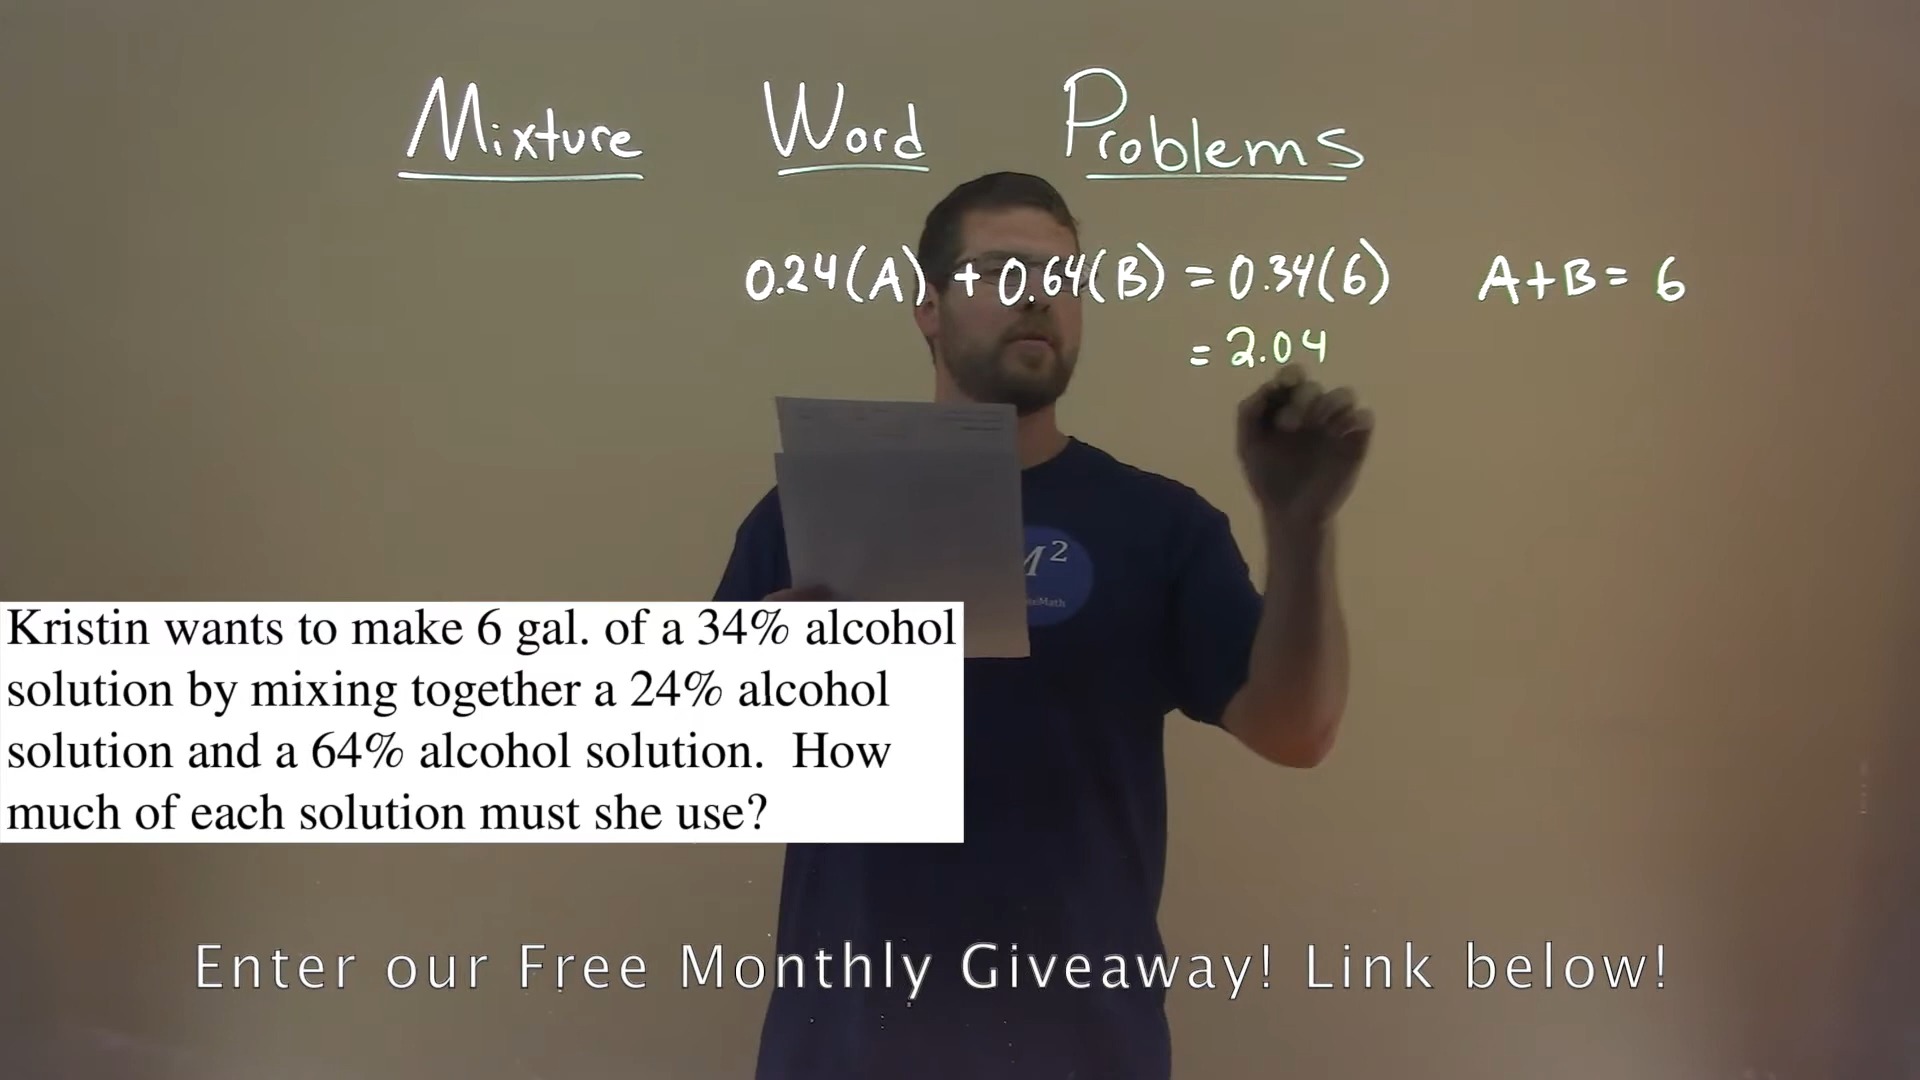 Mixture Word Problems
0.24(A) + 0.64(B) = 0.34(6) A+B= 6
= 2.04
M²
Kristin wants to make 6 gal. of a 34% alcohol
solution by mixing together a 24% alcohol
solution and a 64% alcohol solution. How
much of each solution must she use?
Enter our Free Monthly Giveaway! Link below!